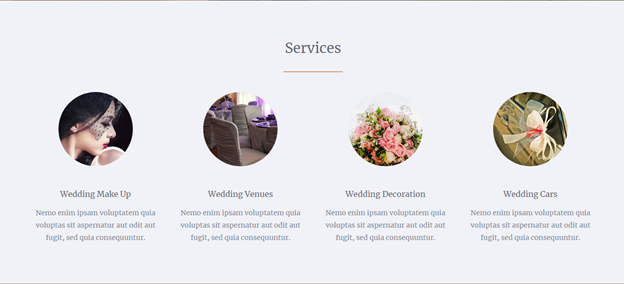 Services
Wedding Make Up
Nemo enim ipsam voluptatem quia
voluptas sit aspernatur aut odit aut
fugit, sed quia consequuntur.
Wedding Venues
Nemo enim ipsam voluptatem quia
voluptas sit aspernatur aut odit aut
fugit, sed quia consequuntur.
Wedding Decoration
Nemo enim ipsam voluptatem quia
voluptas sit aspernatur aut odit aut
fugit, sed quia consequuntur.
Wedding Cars
Nemo enim ipsam voluptatem quia
voluptas sit aspernatur aut odit aut
fugit, sed quia consequuntur.